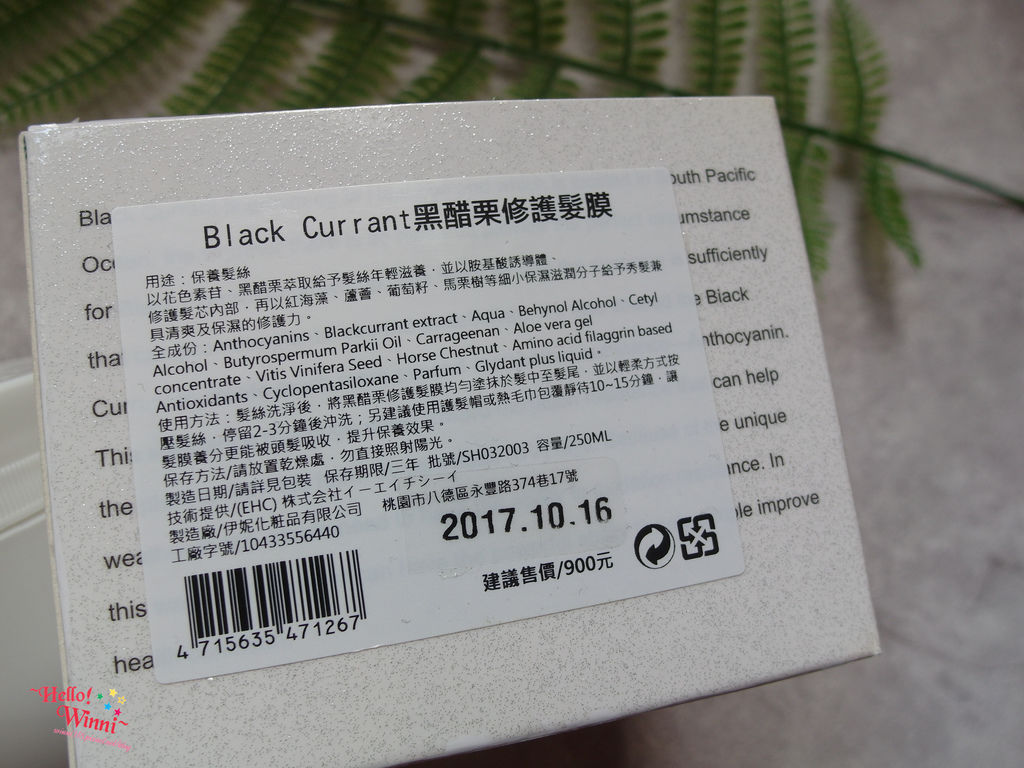 Black Currant黑醋栗修護髮膜
用途：保養髮絲
以花色素苷、黑醋栗萃取給予髮絲年輕滋養，並以胺基酸誘導體、
修護髮芯內部，再以紅海藻、蘆薈、葡萄籽、馬栗樹等細小保濕滋潤分子給予秀髮兼
具清爽及保濕的修護力。
全成份：Anthocyanins、Blackcurrant extract、Aqua、Behynol Alcohol、Cetyl
Alcohol、Butyrospermum Parkii Oil、Carrageenan、Aloe vera gel
concentrate、Vitis Vinifera Seed、Horse Chestnut、Amino acid filaggrin based
Antioxidants、Cyclopentasiloxane、Parfum、Glydant plus liquid。
使用方法：髮絲洗淨後，將黑醋栗修護髮膜均勻塗抹於髮中至髮尾，並以輕柔方式按
壓髮絲，停留2-3分鐘後沖洗；另建議使用護髮帽或熱毛巾包覆靜待10~15分鐘，讓
髮膜養分更能被頭髮吸收，提升保養效果。
保存方法/請放置乾燥處，勿直接照射陽光。
製造日期/請詳見包裝 保存期限/三年 批號/SH032003 容量/250ML
技術提供/(EHC) 株式会社イーエイチシーイ
製造廠/伊妮化粧品有限公司 桃園市八德區永豐路374巷17號
工廠字號/10433556440
2017.10.16
建議售價/900元
4 715635 471267
Bla
outh Pacific
Oc
umstance
for
sufficiently
tha
e Black
Cur
nthocyanin.
This
can help
the
e unique
wea
nce. In
this
ole improve
hea
~Hello!
Winni~